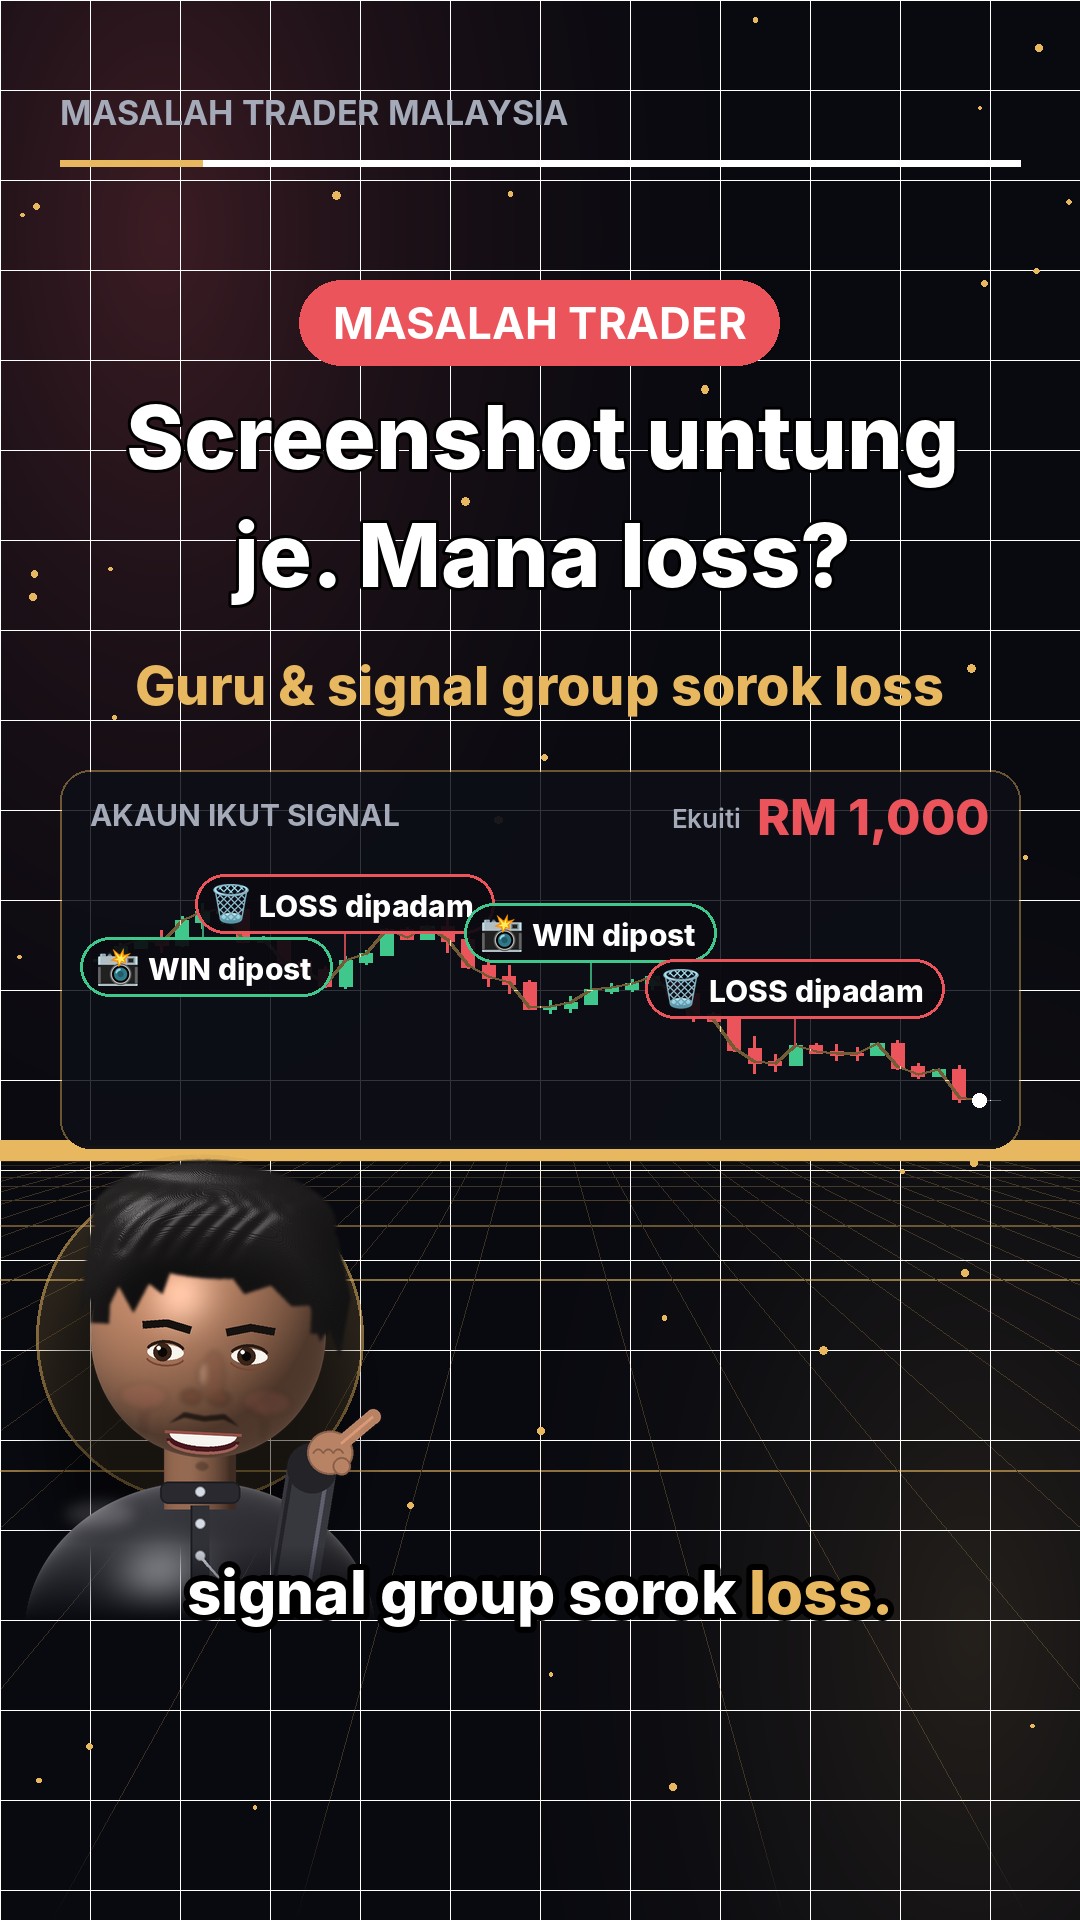 MASALAH TRADER MALAYSIA
MASALAH TRADER
Screenshot untung
je. Mana loss?
Guru & signal group sorok loss
AKAUN IKUT SIGNAL
Ekuiti RM 1,000
LOSS dipadam
WIN dipost
WIN dipost
LOSS dipadam
signal group sorok loss.